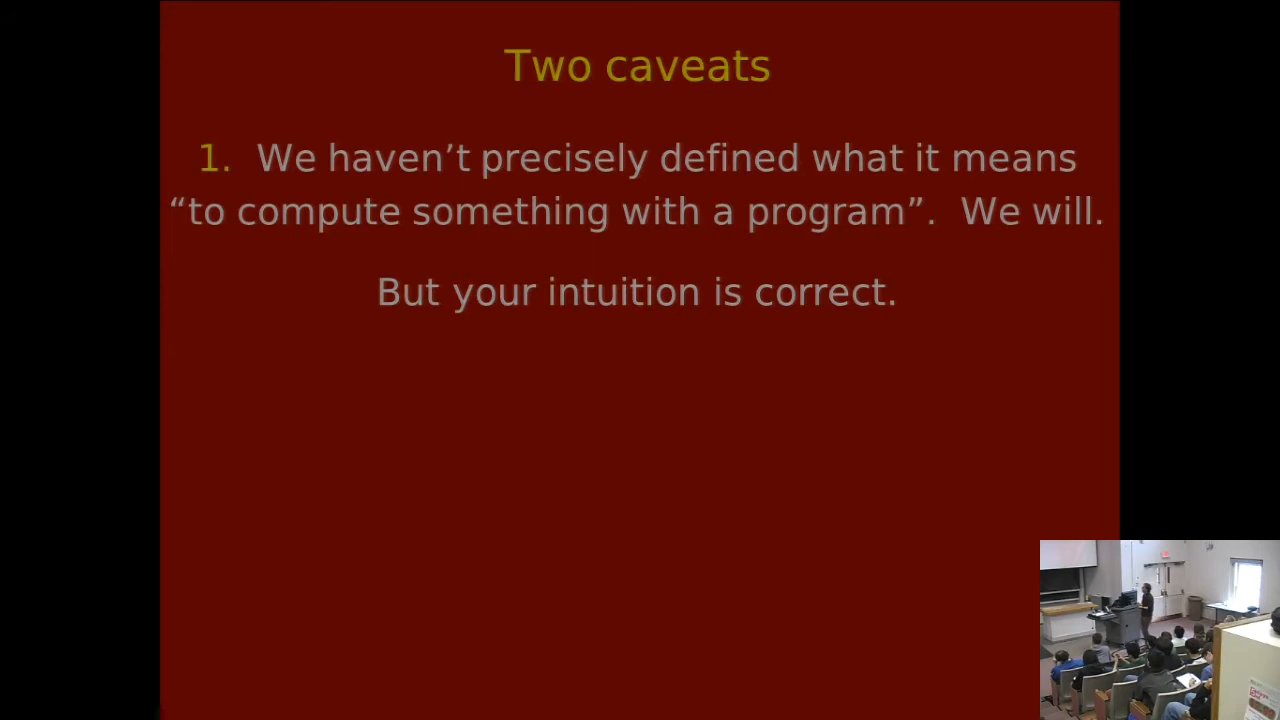 Two caveats
1. We haven’t precisely defined what it means
“to compute something with a program”. We will.
But your intuition is correct.